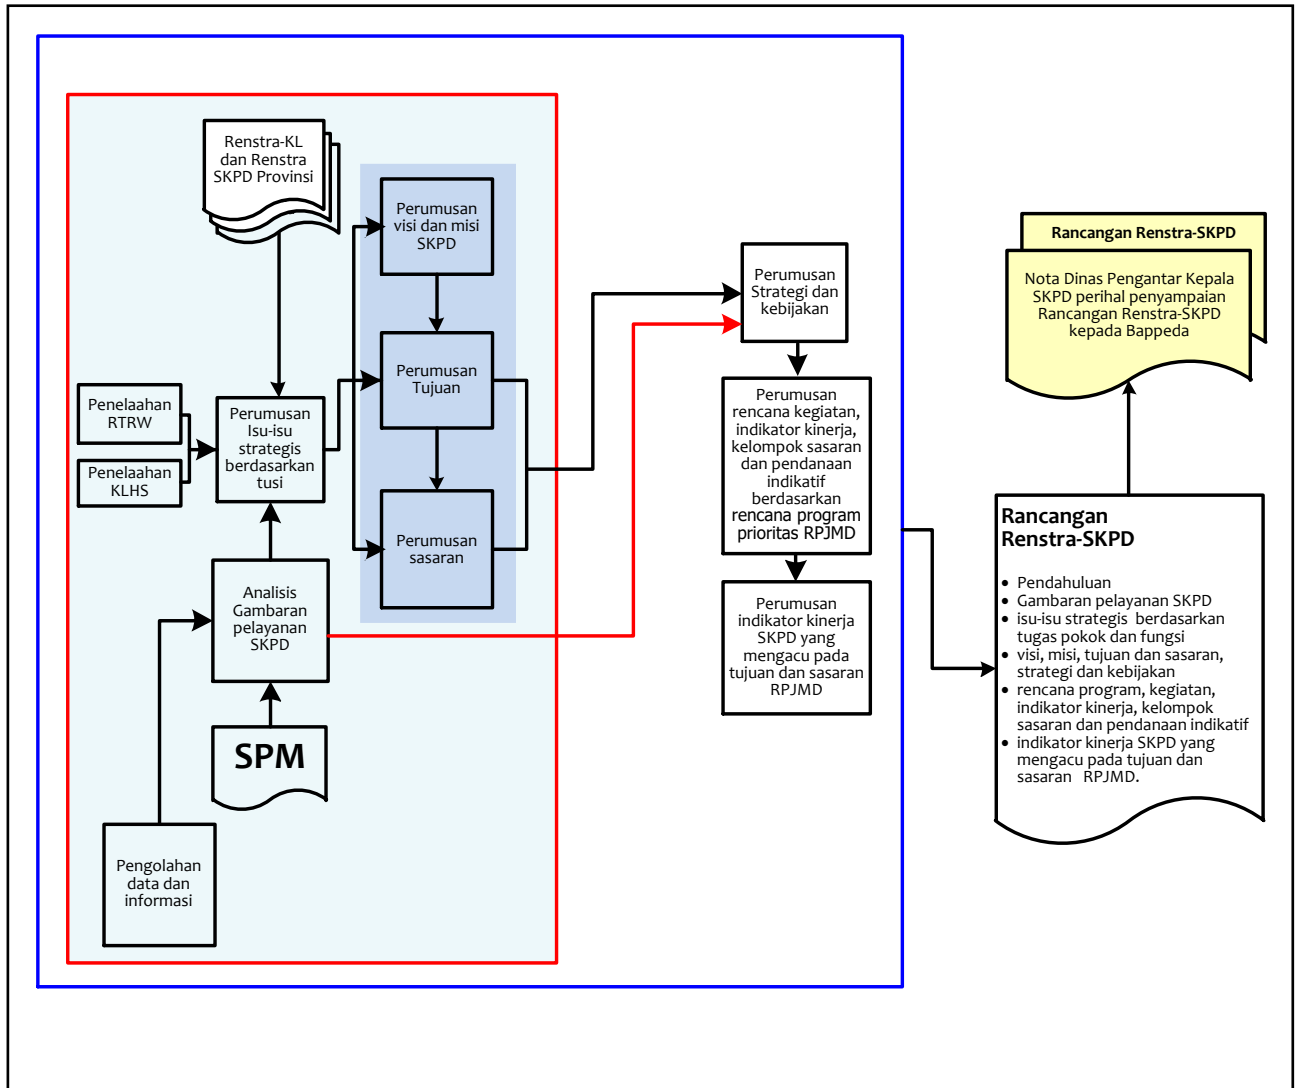 Renstra-KL
dan Renstra
SKPD Provinsi
Perumusan
visi dan misi
SKPD
Perumusan
Tujuan
Perumusan
sasaran
Penelaahan
RTRW
Penelaahan
KLHS
Perumusan
Isu-isu
strategis
berdasarkan
tusi
Analisis
Gambaran
pelayanan
SKPD
SPM
Pengolahan
data dan
informasi
Perumusan
Strategi dan
kebijakan
Perumusan
rencana kegiatan,
indikator kinerja,
kelompok sasaran
dan pendanaan
indikatif
berdasarkan
rencana program
prioritas RPJMD
Perumusan
indikator kinerja
SKPD yang
mengacu pada
tujuan dan sasaran
RPJMD
Rancangan Renstra-SKPD
Nota Dinas Pengantar Kepala
SKPD perihal penyampaian
Rancangan Renstra-SKPD
kepada Bappeda
Rancangan
Renstra-SKPD
• Pendahuluan
• Gambaran pelayanan SKPD
• isu-isu strategis berdasarkan
tugas pokok dan fungsi
• visi, misi, tujuan dan sasaran,
strategi dan kebijakan
• rencana program, kegiatan,
indikator kinerja, kelompok
sasaran dan pendanaan indikatif
• indikator kinerja SKPD yang
mengacu pada tujuan dan
sasaran RPJMD.